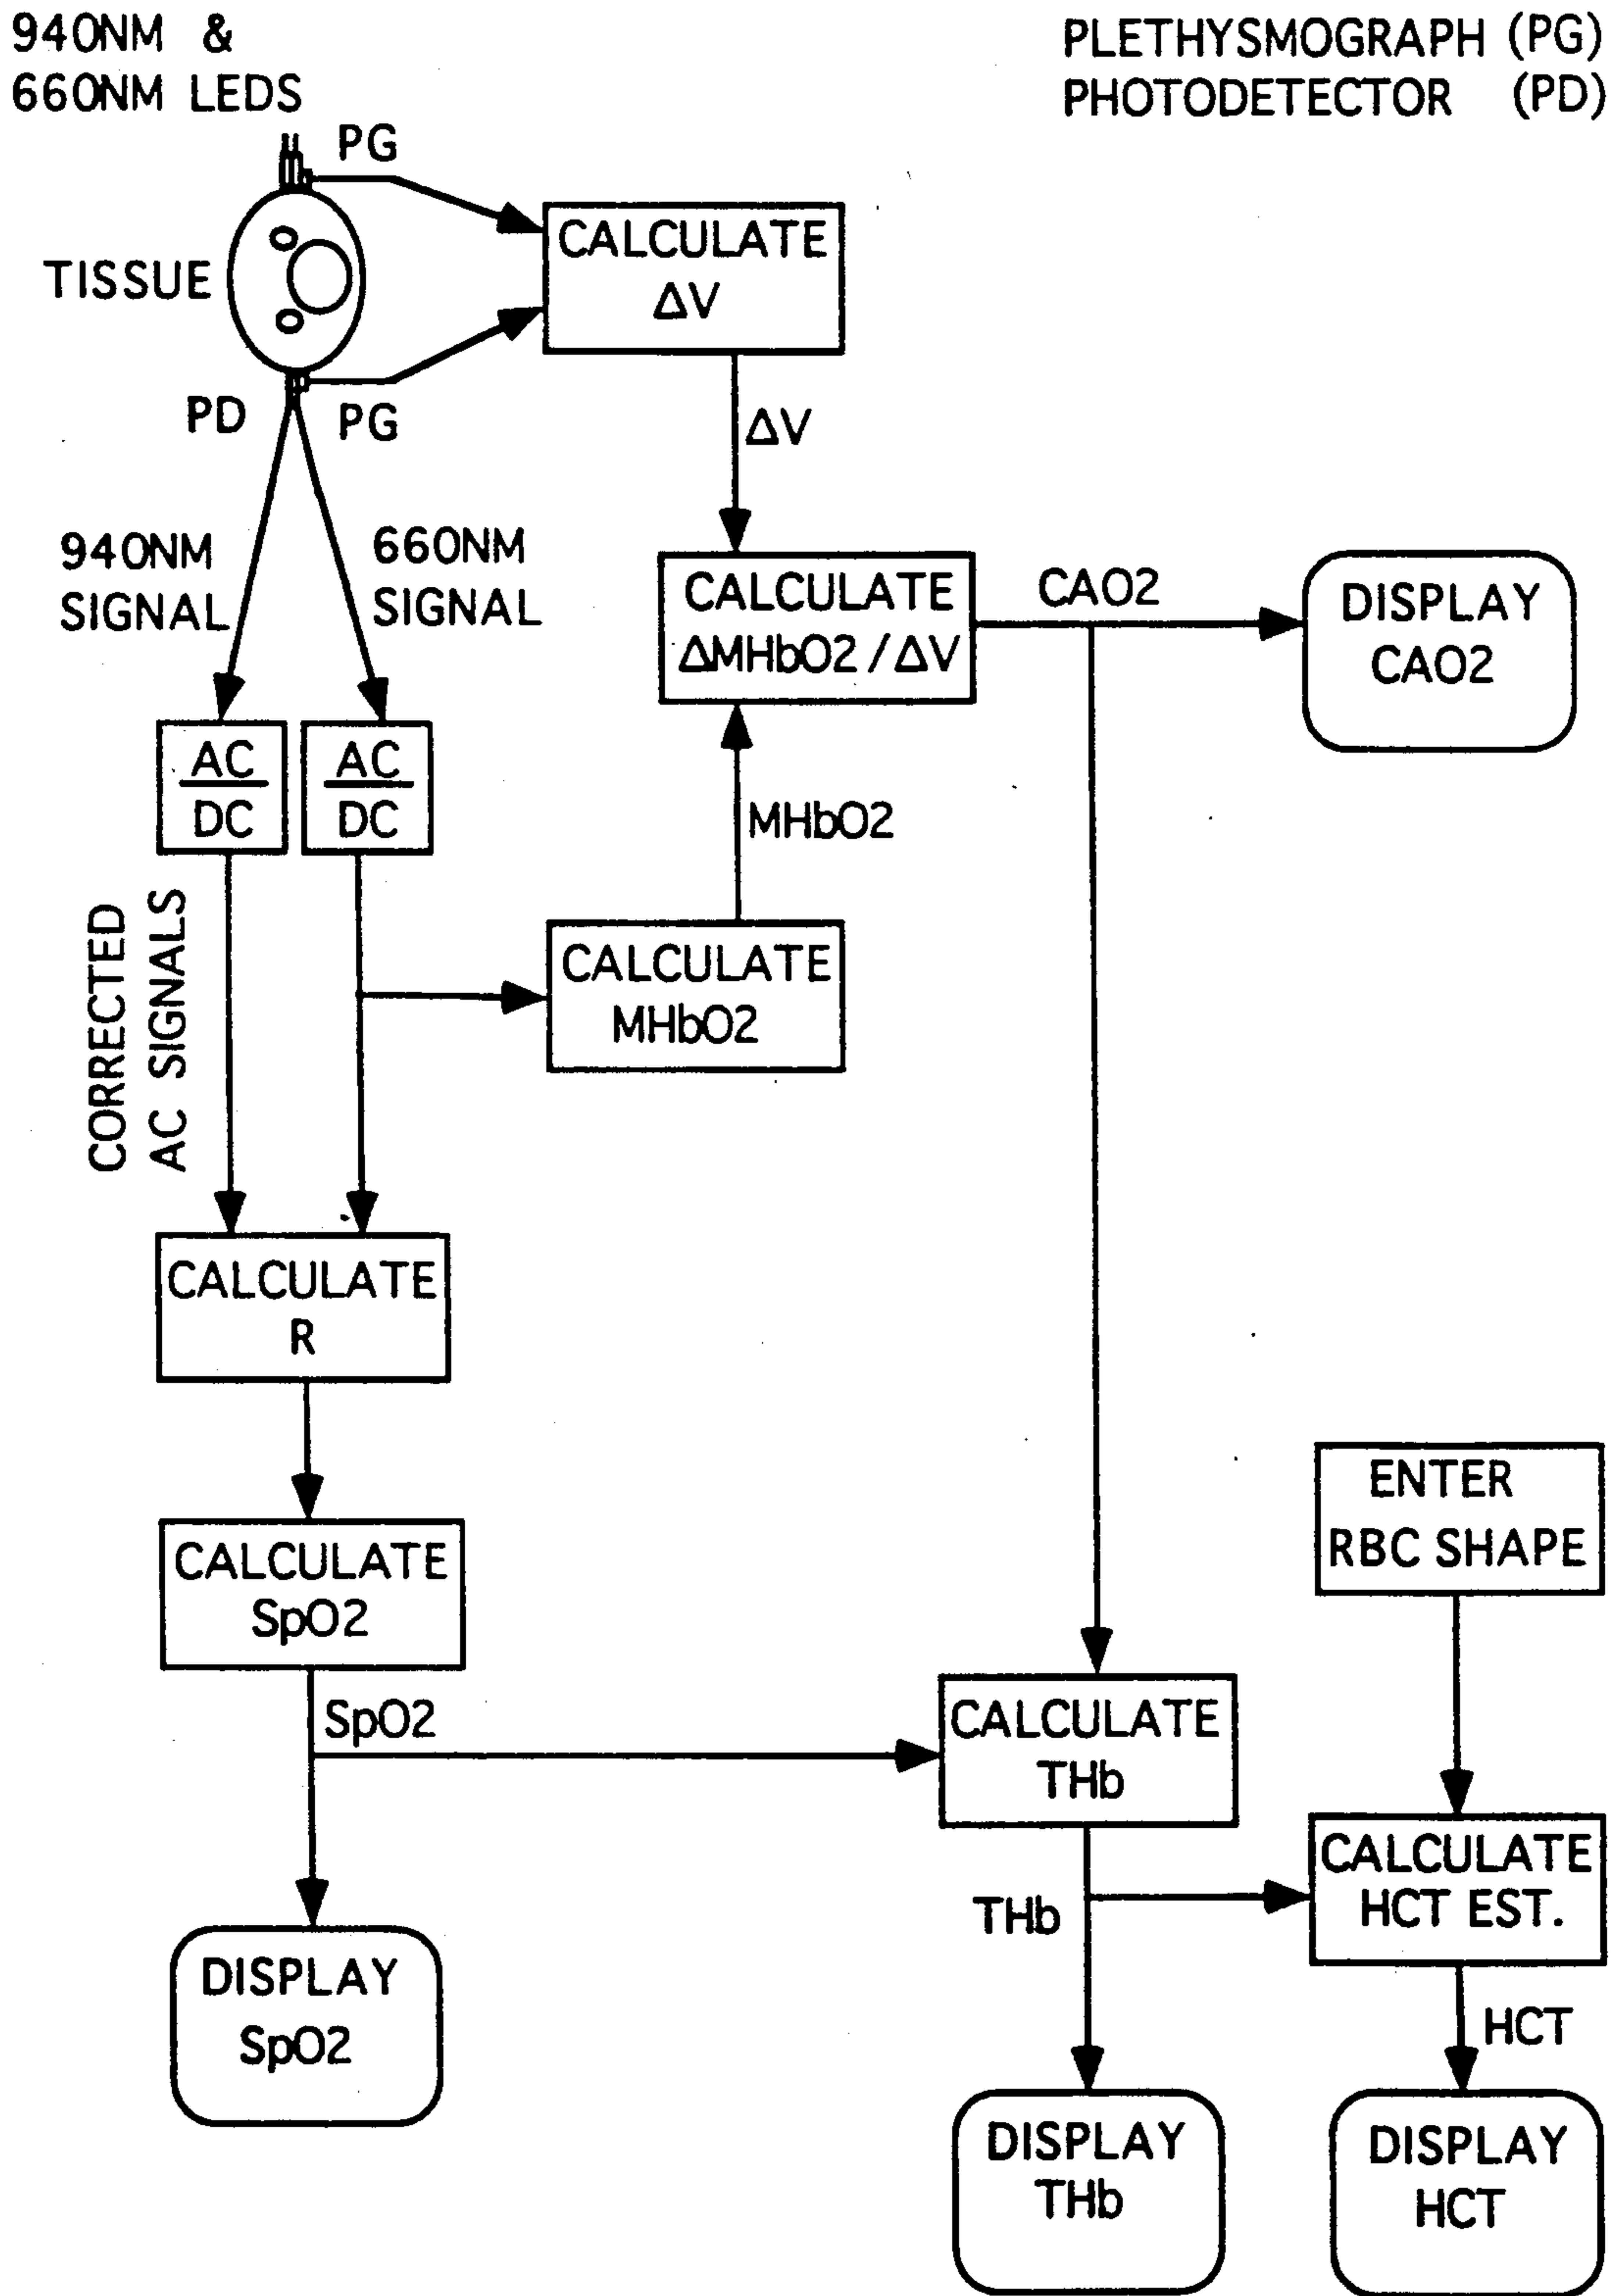 940NM &
660NM LEDS
PLETHYSMOGRAPH (PG)
PHOTODETECTOR (PD)
PG
TISSUE
CALCULATE
ΔV
PD
PG
ΔV
940NM
SIGNAL
660NM
SIGNAL
CALCULATE
ΔMHbO2 / ΔV
CAO2
DISPLAY
CAO2
AC
DC
AC
DC
MHbO2
CORRECTED
AC SIGNALS
CALCULATE
MHbO2
CALCULATE
R
ENTER
RBC SHAPE
CALCULATE
SpO2
SpO2
CALCULATE
THb
CALCULATE
HCT EST.
THb
DISPLAY
SpO2
HCT
DISPLAY
THb
DISPLAY
HCT